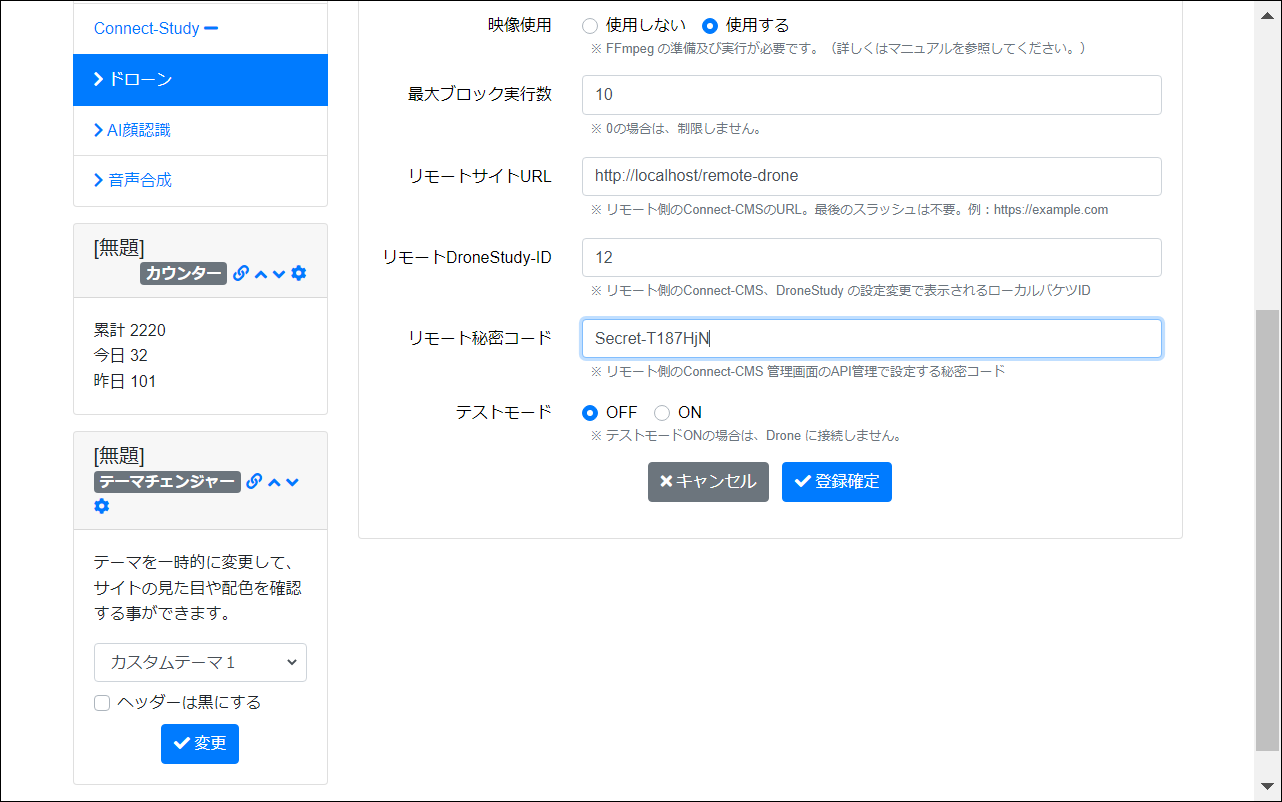 Connect-Study
ドローン
AI顔認識
音声合成
[無題]
カウンター
累計 2220
今日 32
昨日 101
[無題]
テーマチェンジャー
テーマを一時的に変更して、
サイトの見た目や配色を確認
する事ができます。
カスタムテーマ１
ヘッダーは黒にする
変更
映像使用 使用しない 使用する
※ FFmpeg の準備及び実行が必要です。（詳しくはマニュアルを参照してください。）
最大ブロック実行数 10
※ 0の場合は、制限しません。
リモートサイトURL http://localhost/remote-drone
※ リモート側のConnect-CMSのURL。最後のスラッシュは不要。例：https://example.com
リモートDroneStudy-ID 12
※ リモート側のConnect-CMS、DroneStudy の設定変更で表示されるローカルバケツID
リモート秘密コード Secret-T187HjN
※ リモート側のConnect-CMS 管理画面のAPI管理で設定する秘密コード
テストモード OFF ON
※ テストモードONの場合は、Drone に接続しません。
キャンセル 登録確定